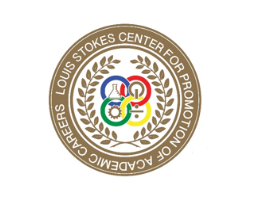 LOUIS STOKES CENTER FOR PROMOTION OF ACADEMIC CAREERS